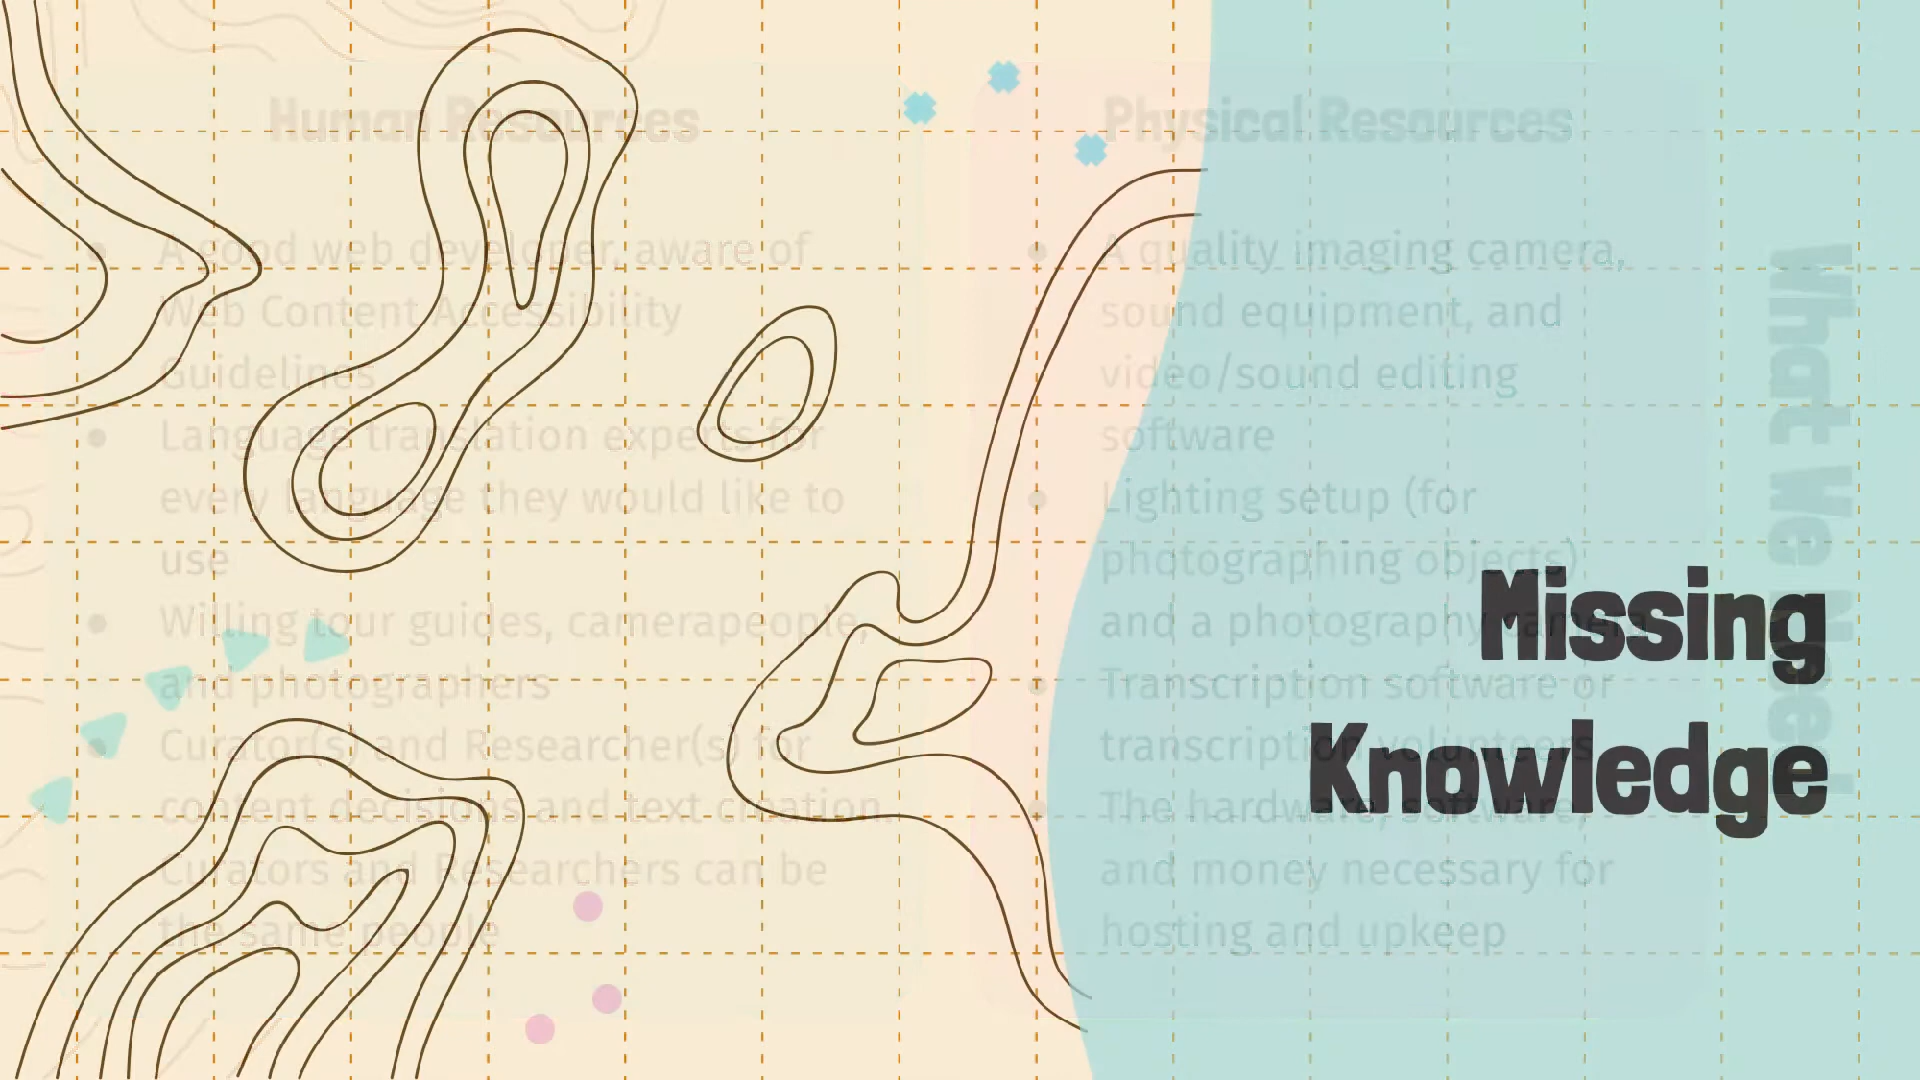 Human Resources
A good web developer, aware of
Web Content Accessibility
Guidelines
Language translation experts for
every language they would like to
use
Willing tour guides, camerapeople,
and photographers
Curator(s) and Researcher(s) for
content decisions and text creation.
Curators and Researchers can be
the same people
Physical Resources
A quality imaging camera,
sound equipment, and
video/sound editing
software
Lighting setup (for
photographing objects)
and a photography camera
Transcription software or
transcription volunteers
The hardware, software,
and money necessary for
hosting and upkeep
What We Need
Missing
Knowledge